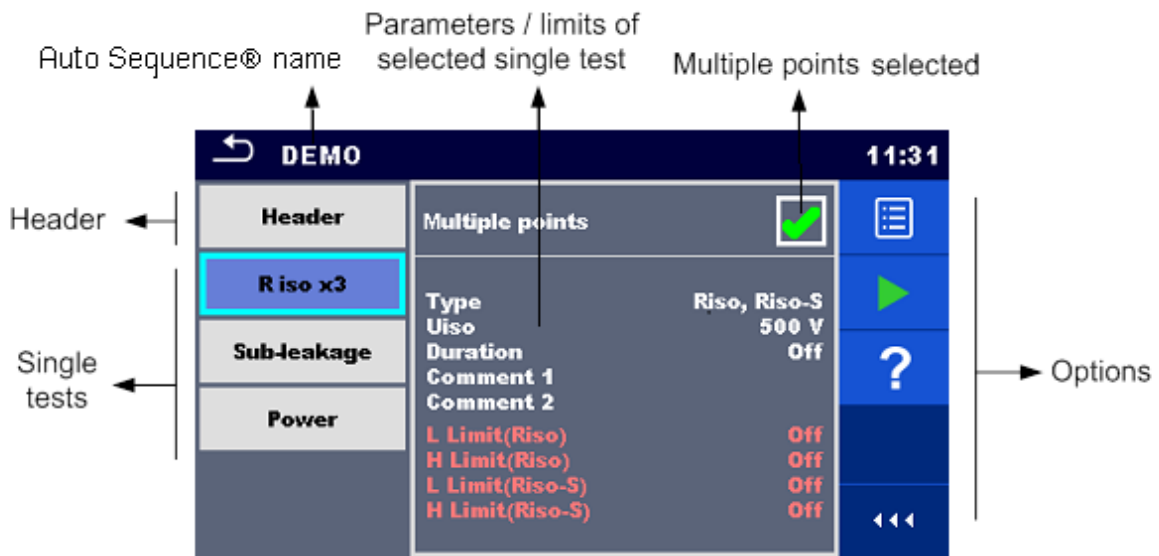 Parameters / limits of
selected single test
Auto Sequence® name
Multiple points selected
DEMO
11:31
Header
Header
Multiple points
R iso x3
Type Riso, Riso-S
Uiso 500 V
Duration Off
Comment 1
Comment 2
L Limit(Riso) Off
H Limit(Riso) Off
L Limit(Riso-S) Off
H Limit(Riso-S) Off
Sub-leakage
Power
Single
tests
?
Options